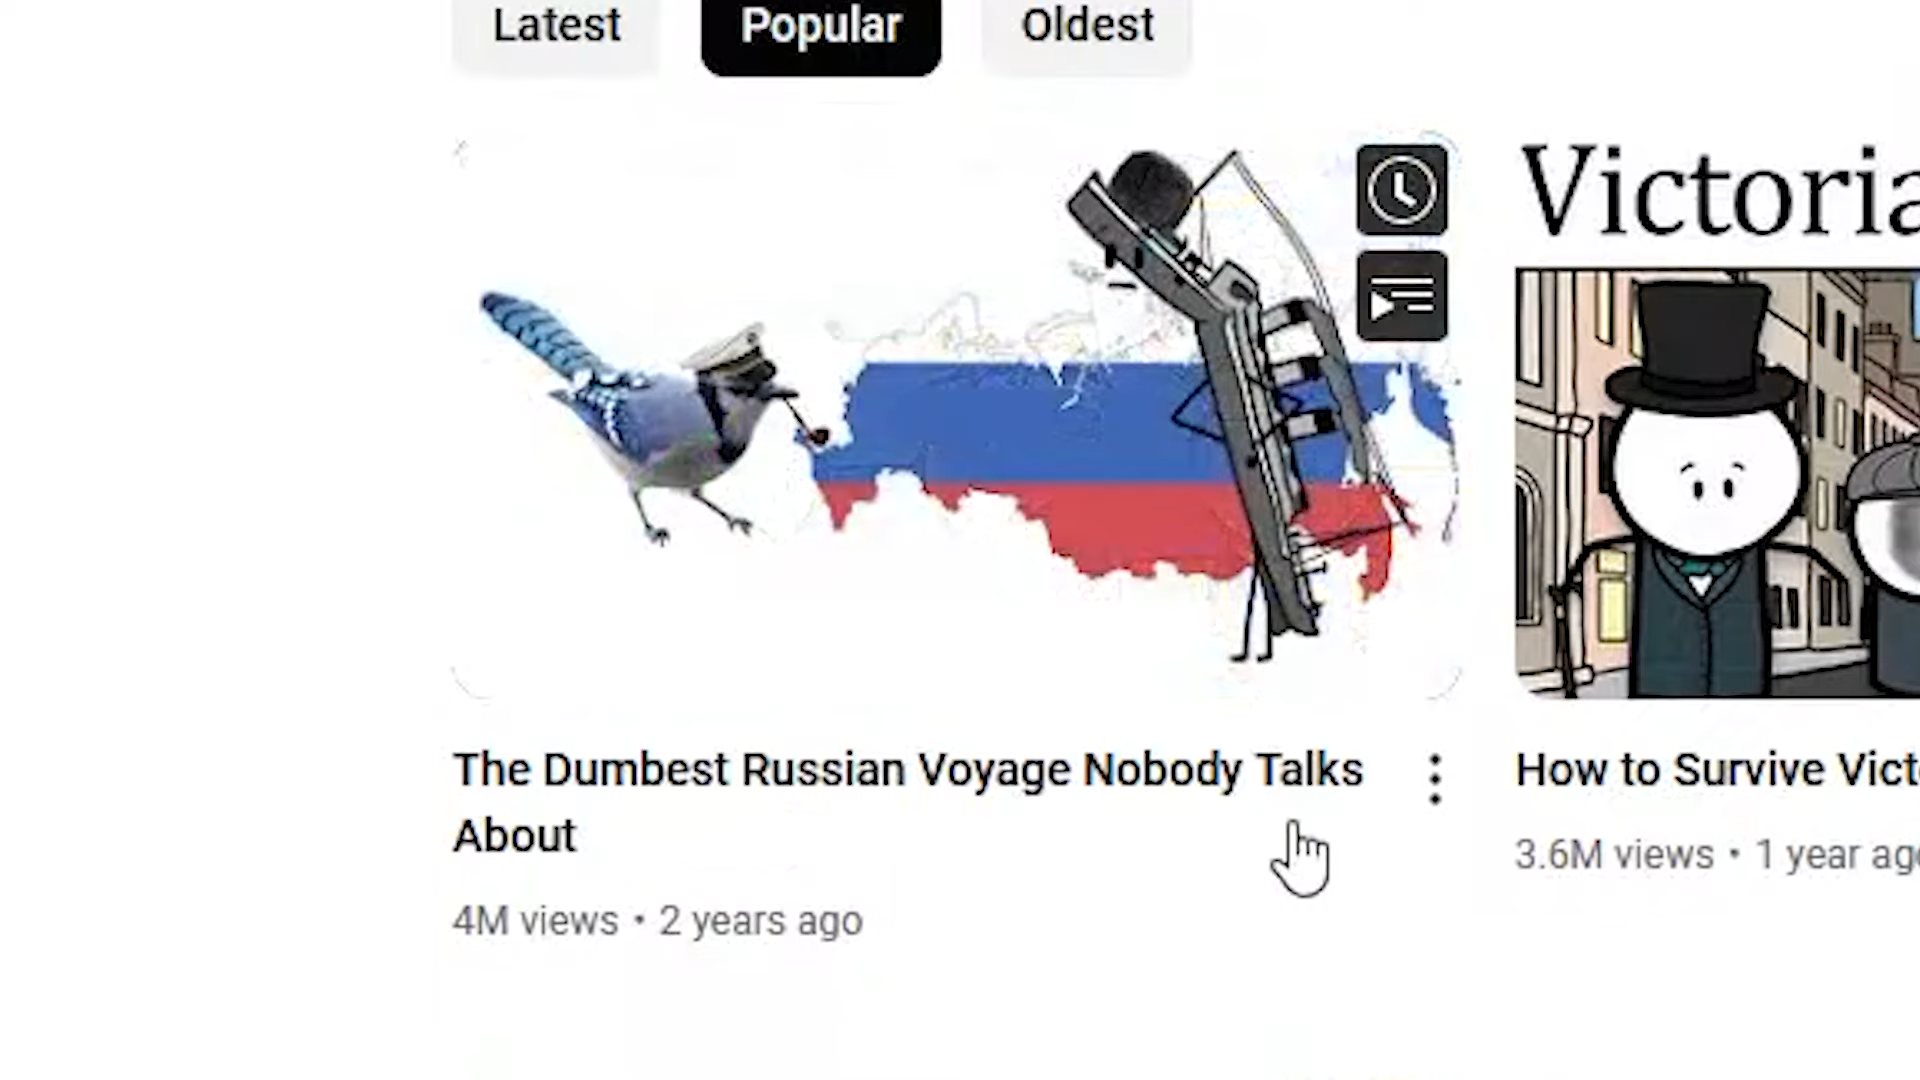 Latest
Popular
Oldest
The Dumbest Russian Voyage Nobody Talks
About
4M views • 2 years ago
Victoria
How to Survive Vict
3.6M views • 1 year ag